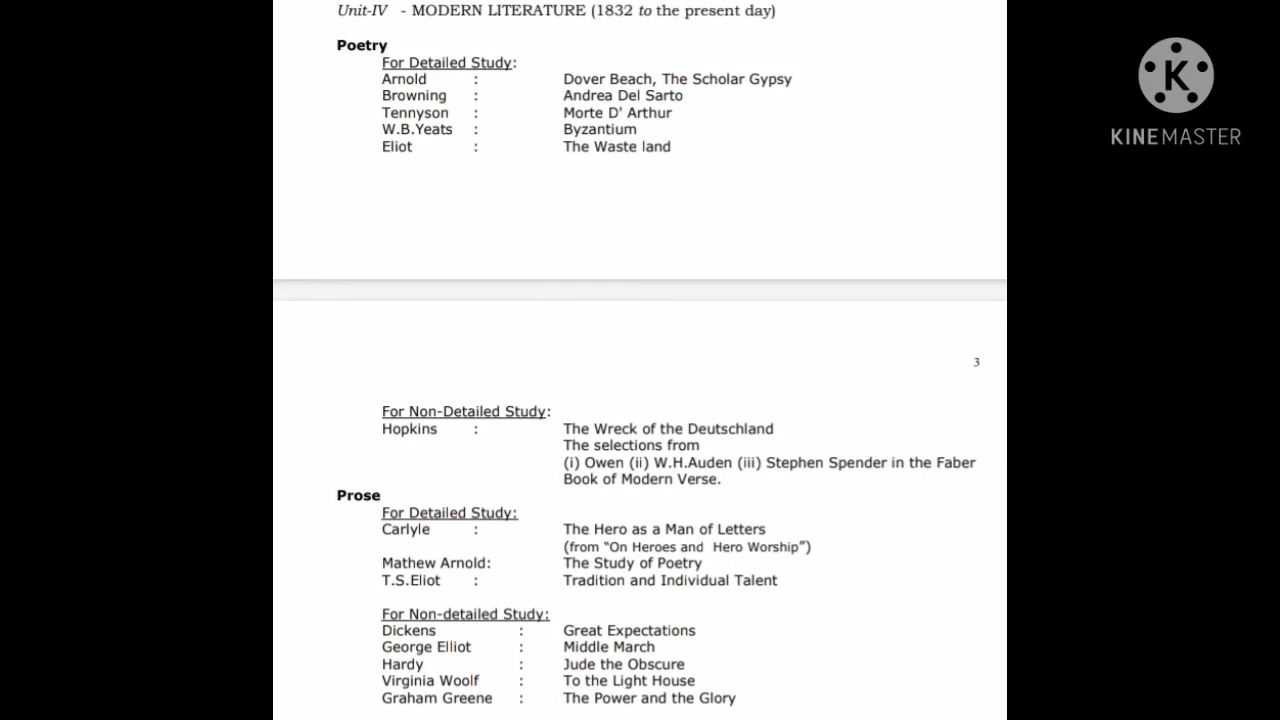 Unit-IV - MODERN LITERATURE (1832 to the present day)
Poetry
For Detailed Study:
Arnold : Dover Beach, The Scholar Gypsy
Browning : Andrea Del Sarto
Tennyson : Morte D' Arthur
W.B.Yeats : Byzantium
Eliot : The Waste land
K
KINEMASTER
3
For Non-Detailed Study:
Hopkins : The Wreck of the Deutschland
The selections from
(i) Owen (ii) W.H.Auden (iii) Stephen Spender in the Faber
Book of Modern Verse.
Prose
For Detailed Study:
Carlyle : The Hero as a Man of Letters
(from “On Heroes and Hero Worship”)
Mathew Arnold: The Study of Poetry
T.S.Eliot : Tradition and Individual Talent
For Non-detailed Study:
Dickens : Great Expectations
George Elliot : Middle March
Hardy : Jude the Obscure
Virginia Woolf : To the Light House
Graham Greene : The Power and the Glory